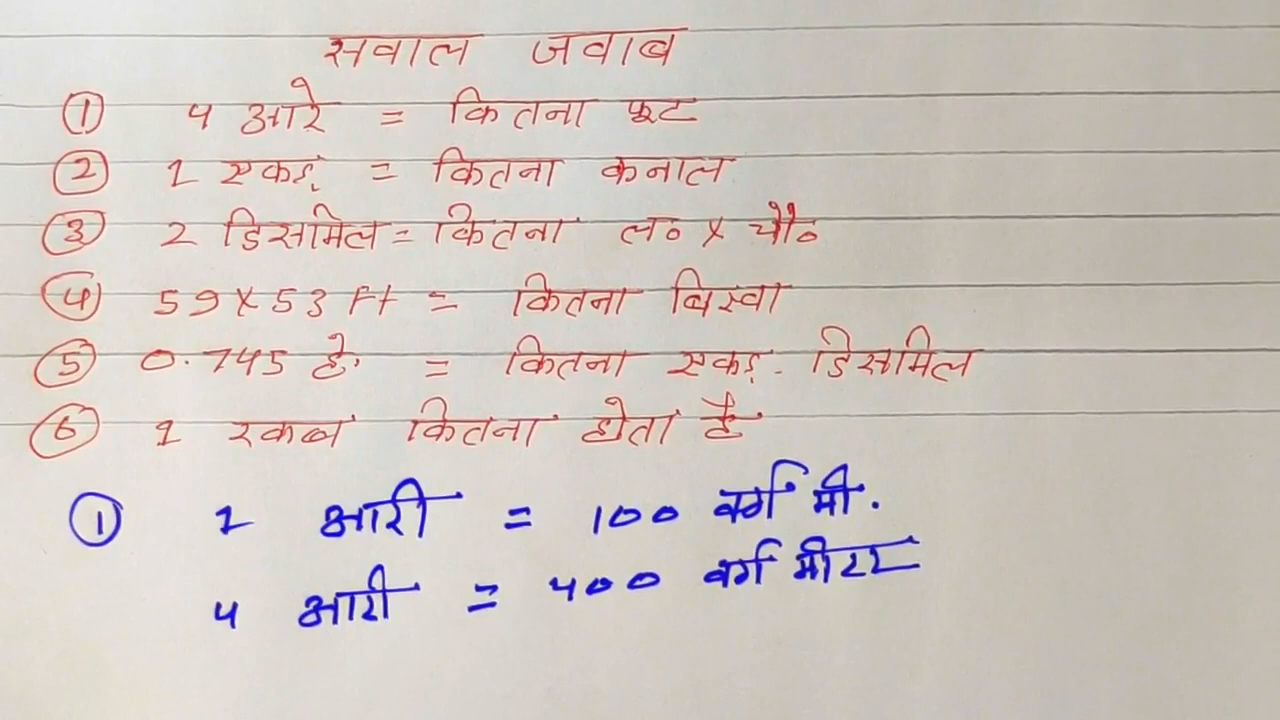 सवाल जवाब
① 4 आरे = कितना फूट
② 1 एकड़ = कितना कनाल
③ 2 डिसमिल = कितना ल० × चौ०
④ 59 × 53 Ft = कितना बिस्वा
⑤ 0.745 हे. = कितना एकड़. डिसमिल
⑥ 1 रकबा कितना होता है
① 1 आरी = 100 वर्ग मी.
4 आरी = 400 वर्ग मीटर